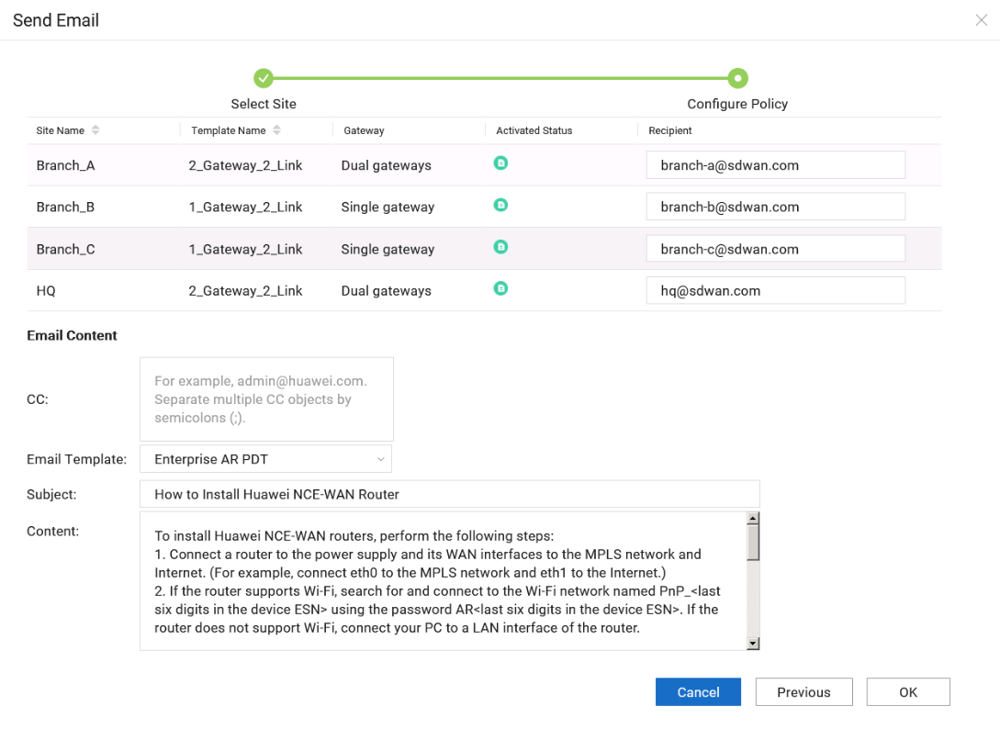 Send Email
Select Site
Configure Policy
Site Name Template Name Gateway Activated Status Recipient
Branch_A 2_Gateway_2_Link Dual gateways branch-a@sdwan.com
Branch_B 1_Gateway_2_Link Single gateway branch-b@sdwan.com
Branch_C 1_Gateway_2_Link Single gateway branch-c@sdwan.com
HQ 2_Gateway_2_Link Dual gateways hq@sdwan.com
Email Content
CC:
For example, admin@huawei.com.
Separate multiple CC objects by
semicolons (;).
Email Template: Enterprise AR PDT
Subject: How to Install Huawei NCE-WAN Router
Content:
To install Huawei NCE-WAN routers, perform the following steps:
1. Connect a router to the power supply and its WAN interfaces to the MPLS network and
Internet. (For example, connect eth0 to the MPLS network and eth1 to the Internet.)
2. If the router supports Wi-Fi, search for and connect to the Wi-Fi network named PnP_<last
six digits in the device ESN> using the password AR<last six digits in the device ESN>. If the
router does not support Wi-Fi, connect your PC to a LAN interface of the router.
Cancel Previous OK